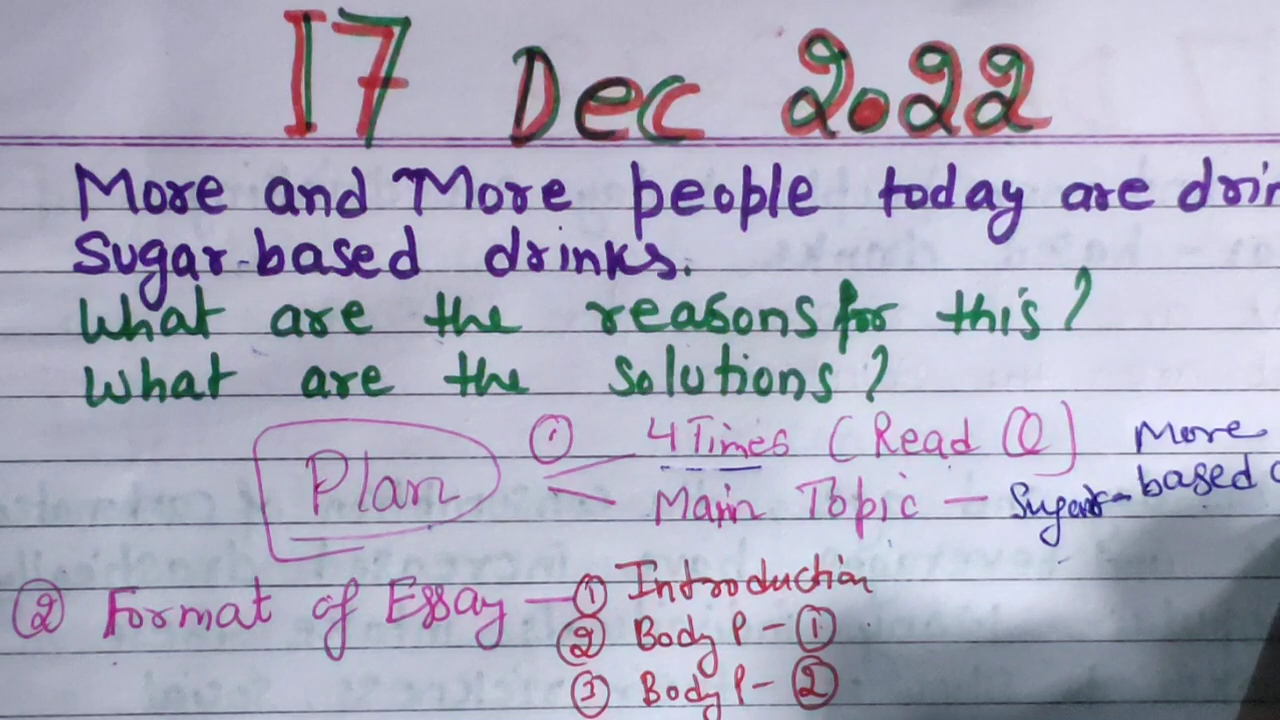 17 Dec 2022
More and More people today are drin
Sugar-based drinks.
What are the reasons for this?
What are the solutions?
Plan ① 4 Times (Read Q) More
Main Topic - Sugar-based
② Format of Essay - ① Introduction
② Body P - ①
③ Body P - ②